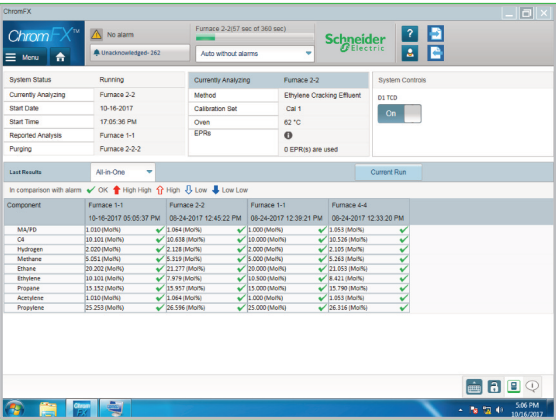 ChromFX
ChromFX™
No alarm
Furnace 2-2(57 sec of 360 sec)
Schneider Electric
Menu
Unacknowledged- 262
Auto without alarms
System Status Running
Currently Analyzing Furnace 2-2
Start Date 10-16-2017
Start Time 17:05:36 PM
Reported Analysis Furnace 1-1
Purging Furnace 2-2-2
Currently Analyzing Furnace 2-2
Method Ethylene Cracking Effluent
Calibration Set Cal 1
Oven 62 °C
EPRs
0 EPR(s) are used
System Controls
D1 TCD
On
Last Results All-in-One Current Run
In comparison with alarm OK High High High Low Low Low
Component Furnace 1-1 Furnace 2-2 Furnace 1-1 Furnace 4-4
10-16-2017 05:05:37 PM 08-24-2017 12:45:22 PM 08-24-2017 12:39:21 PM 08-24-2017 12:33:20 PM
MA/PD 1.010 (Mol%) 1.064 (Mol%) 1.000 (Mol%) 1.053 (Mol%)
C4 10.101 (Mol%) 10.638 (Mol%) 10.000 (Mol%) 10.526 (Mol%)
Hydrogen 2.020 (Mol%) 2.128 (Mol%) 2.000 (Mol%) 2.105 (Mol%)
Methane 5.051 (Mol%) 5.319 (Mol%) 5.000 (Mol%) 5.263 (Mol%)
Ethane 20.202 (Mol%) 21.277 (Mol%) 20.000 (Mol%) 21.053 (Mol%)
Ethylene 10.101 (Mol%) 7.979 (Mol%) 10.500 (Mol%) 8.421 (Mol%)
Propane 15.152 (Mol%) 15.957 (Mol%) 15.000 (Mol%) 15.790 (Mol%)
Acetylene 1.010 (Mol%) 1.064 (Mol%) 1.000 (Mol%) 1.053 (Mol%)
Propylene 25.253 (Mol%) 26.596 (Mol%) 25.000 (Mol%) 26.316 (Mol%)
Chrom FX
5:06 PM
10/16/2017